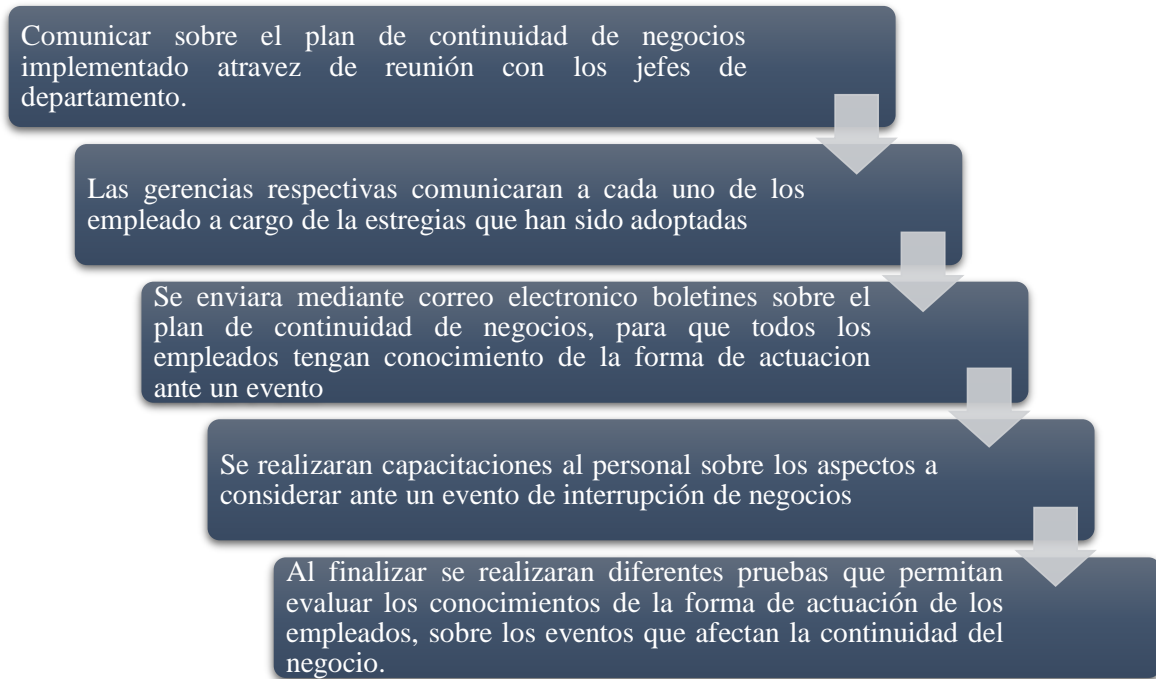 Comunicar sobre el plan de continuidad de negocios
implementado atravez de reunión con los jefes de
departamento.
Las gerencias respectivas comunicaran a cada uno de los
empleado a cargo de la estregias que han sido adoptadas
Se enviara mediante correo electronico boletines sobre el
plan de continuidad de negocios, para que todos los
empleados tengan conocimiento de la forma de actuacion
ante un evento
Se realizaran capacitaciones al personal sobre los aspectos a
considerar ante un evento de interrupción de negocios
Al finalizar se realizaran diferentes pruebas que permitan
evaluar los conocimientos de la forma de actuación de los
empleados, sobre los eventos que afectan la continuidad del
negocio.